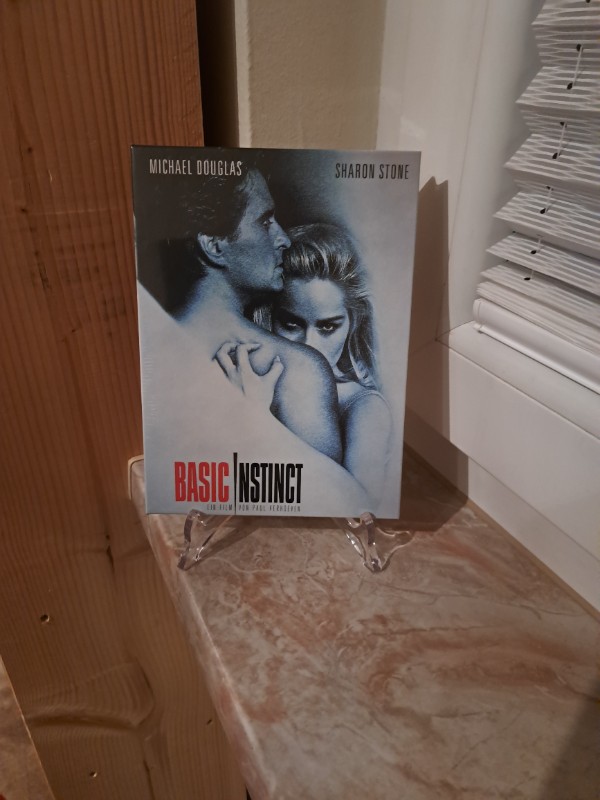 MICHAEL DOUGLAS
SHARON STONE
BASIC INSTINCT
EIN FILM VON PAUL VERHOEVEN